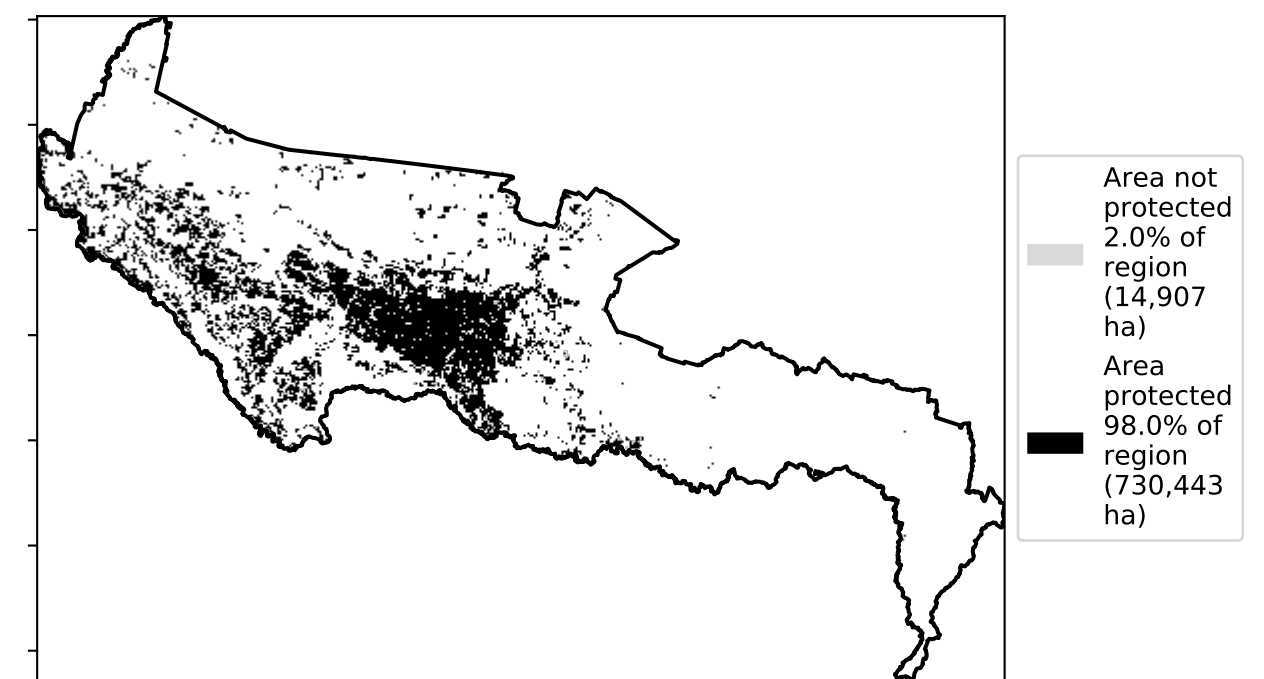 Area not
protected
2.0% of
region
(14,907
ha)
Area
protected
98.0% of
region
(730,443
ha)